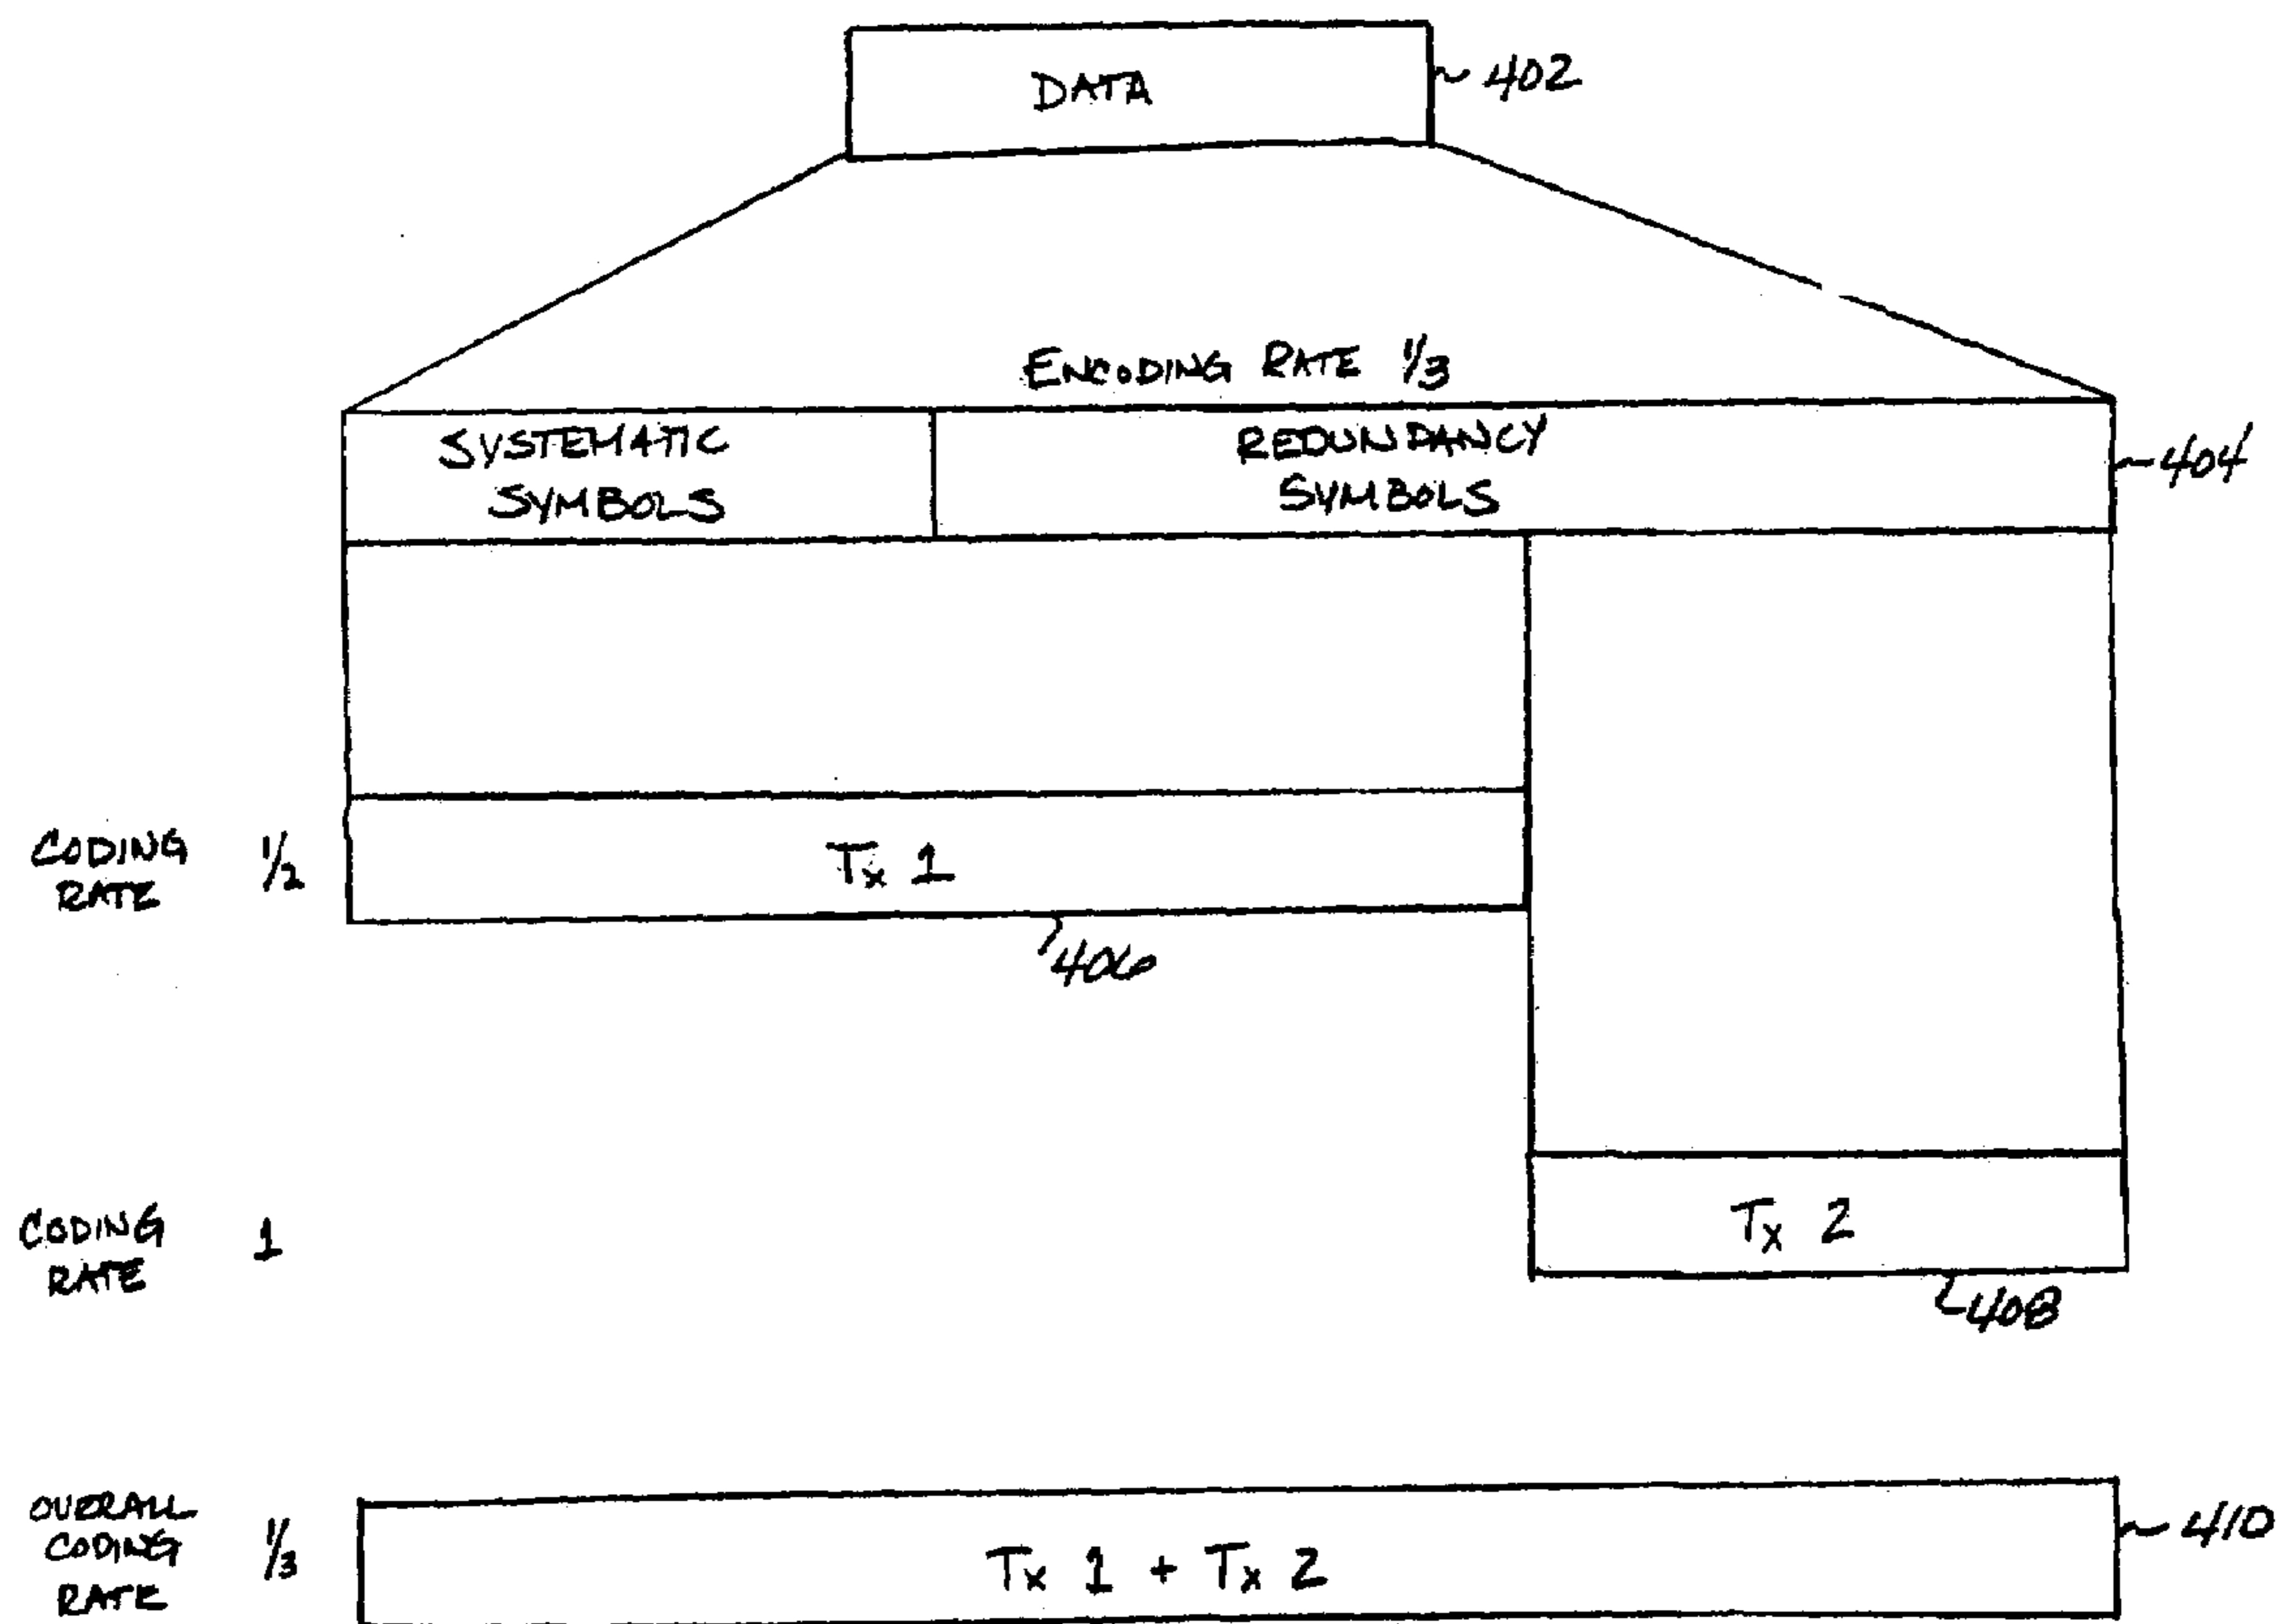 DATA
402
ENCODING RATE 1/3
SYSTEMATIC
SYMBOLS
REDUNDANCY
SYMBOLS
404
CODING
RATE
1/2
Tx 1
406
CODING
RATE
1
Tx 2
408
OVERALL
CODING
RATE
1/3
Tx 1 + Tx 2
410